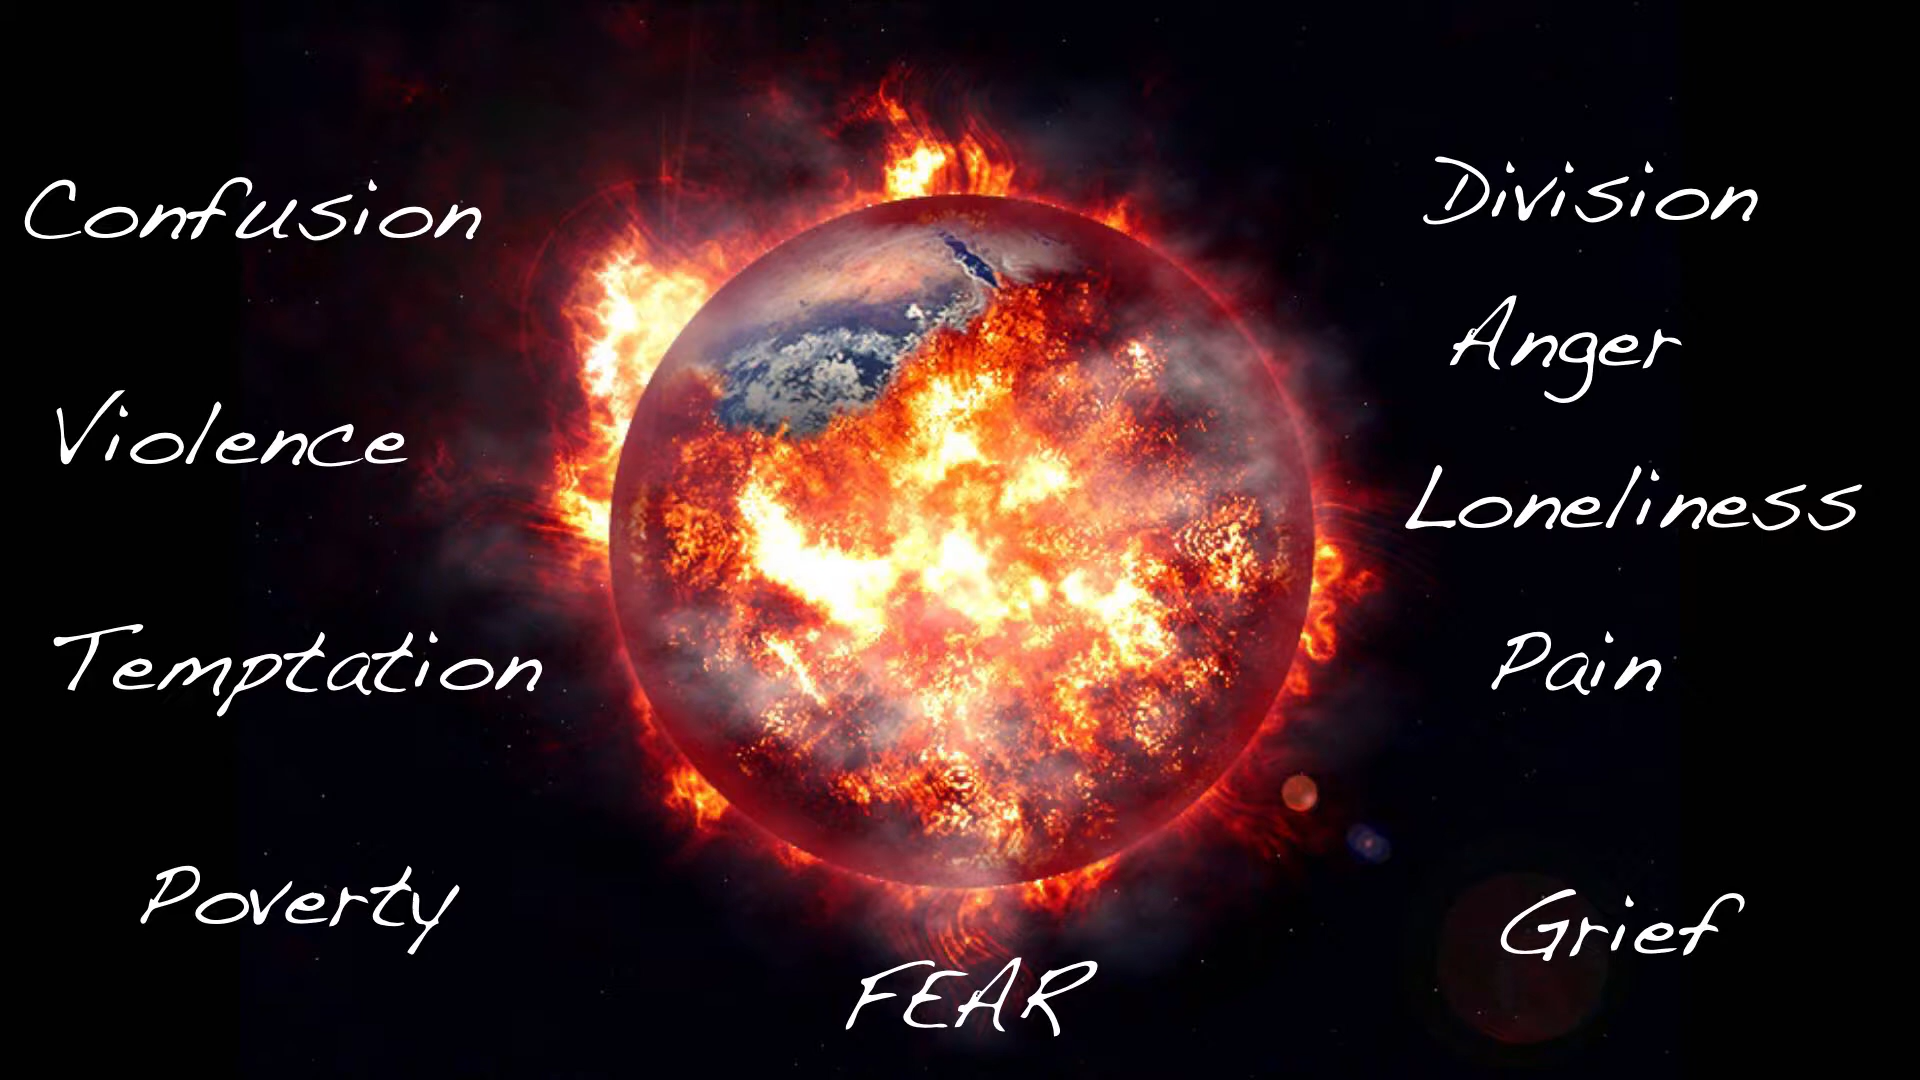 Confusion
Violence
Temptation
Poverty
FEAR
Division
Anger
Loneliness
Pain
Grief